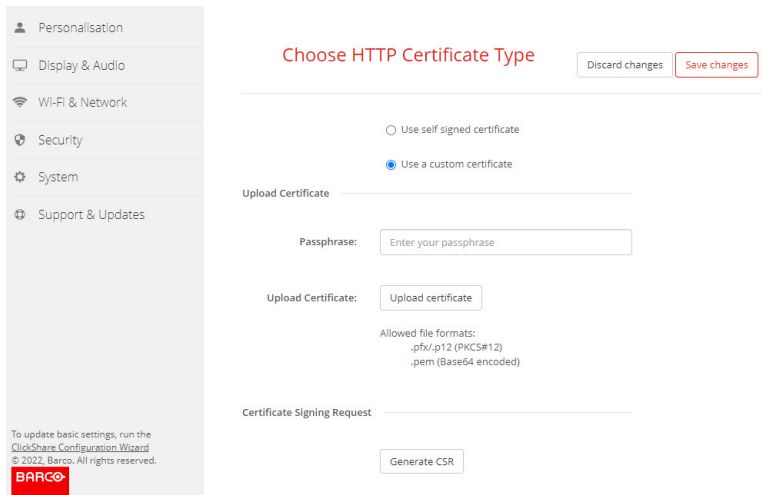 Personalisation
Display & Audio
Wi-Fi & Network
Security
System
Support & Updates
To update basic settings, run the
ClickShare Configuration Wizard
© 2022, Barco. All rights reserved.
BARCO
Choose HTTP Certificate Type
Discard changes
Save changes
Use self signed certificate
Use a custom certificate
Upload Certificate
Passphrase:
Enter your passphrase
Upload Certificate:
Upload certificate
Allowed file formats:
.pfx/.p12 (PKCS#12)
.pem (Base64 encoded)
Certificate Signing Request
Generate CSR